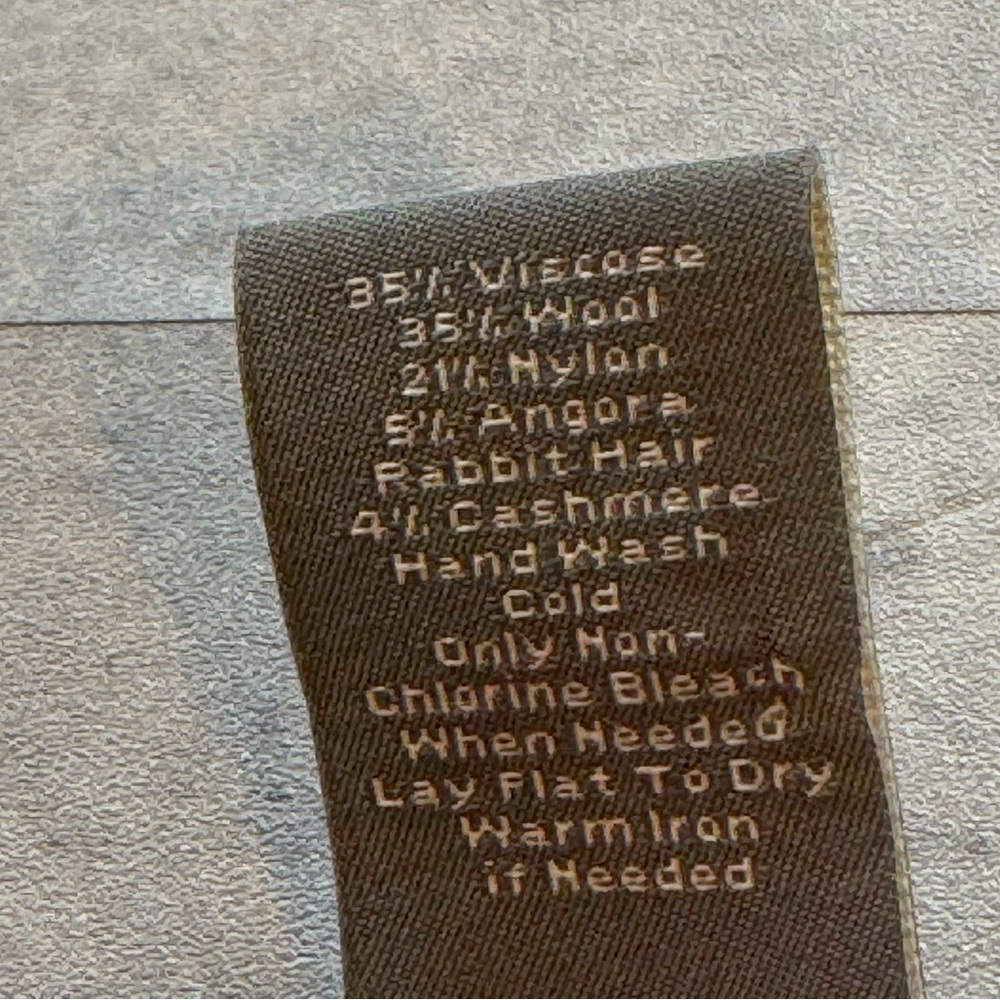 35% Viscose
35% Wool
21% Nylon
5% Angora
Rabbit Hair
4% Cashmere
Hand Wash
Cold
Only Non-
Chlorine Bleach
When Needed
Lay Flat To Dry
Warm Iron
if Needed